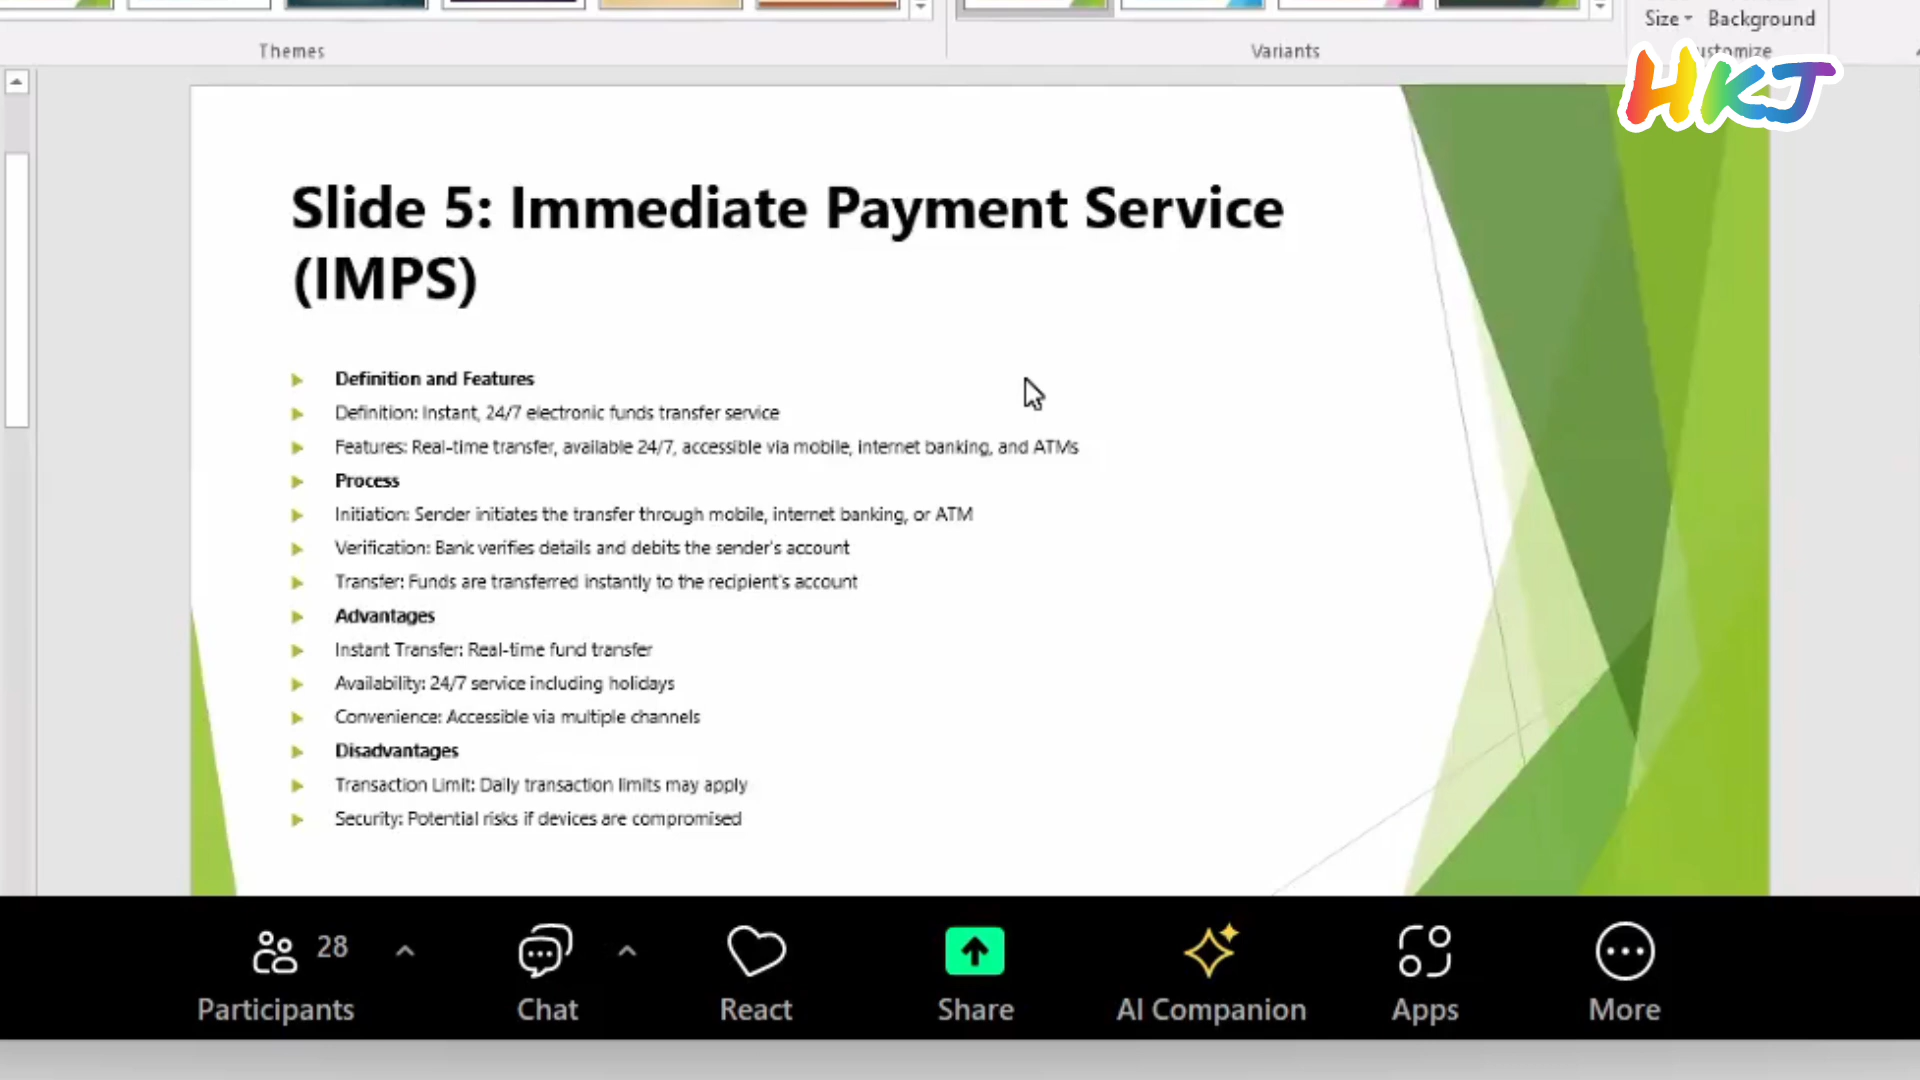 Size Background
Themes
Variants
ustomize
HKJ
Slide 5: Immediate Payment Service
(IMPS)
Definition and Features
Definition: Instant, 24/7 electronic funds transfer service
Features: Real-time transfer, available 24/7, accessible via mobile, internet banking, and ATMs
Process
Initiation: Sender initiates the transfer through mobile, internet banking, or ATM
Verification: Bank verifies details and debits the sender's account
Transfer: Funds are transferred instantly to the recipient's account
Advantages
Instant Transfer: Real-time fund transfer
Availability: 24/7 service including holidays
Convenience: Accessible via multiple channels
Disadvantages
Transaction Limit: Daily transaction limits may apply
Security: Potential risks if devices are compromised
28
Participants
Chat
React
Share
AI Companion
Apps
More